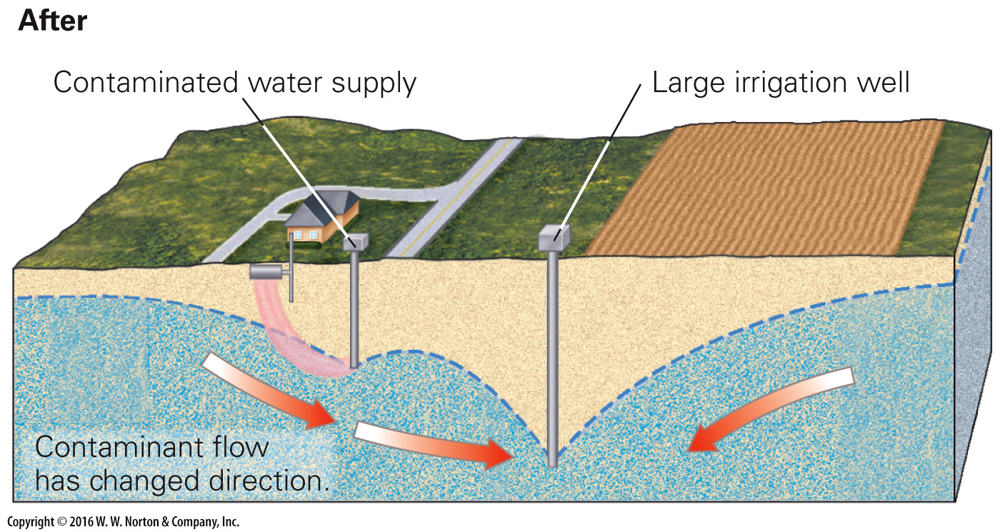 After
Contaminated water supply
Large irrigation well
Contaminant flow
has changed direction.
Copyright © 2016 W. W. Norton & Company, Inc.